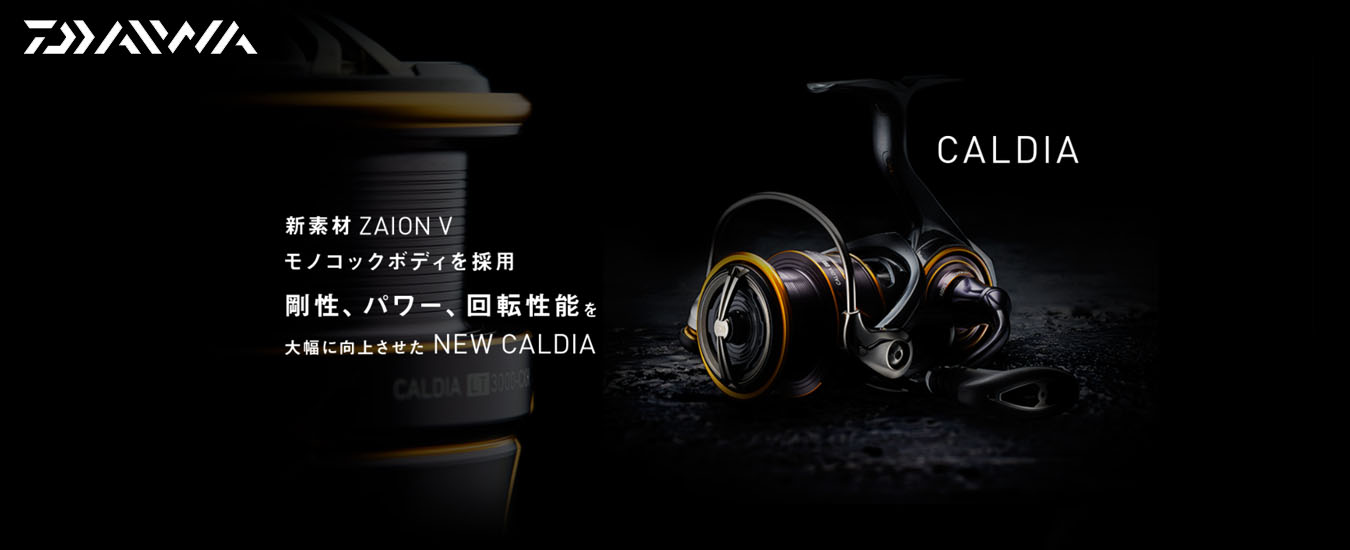 DAIWA
CALDIA
新素材 ZAION V
モノコックボディを採用
剛性、パワー、回転性能を
大幅に向上させた NEW CALDIA
CALDIA LT3000-CXH